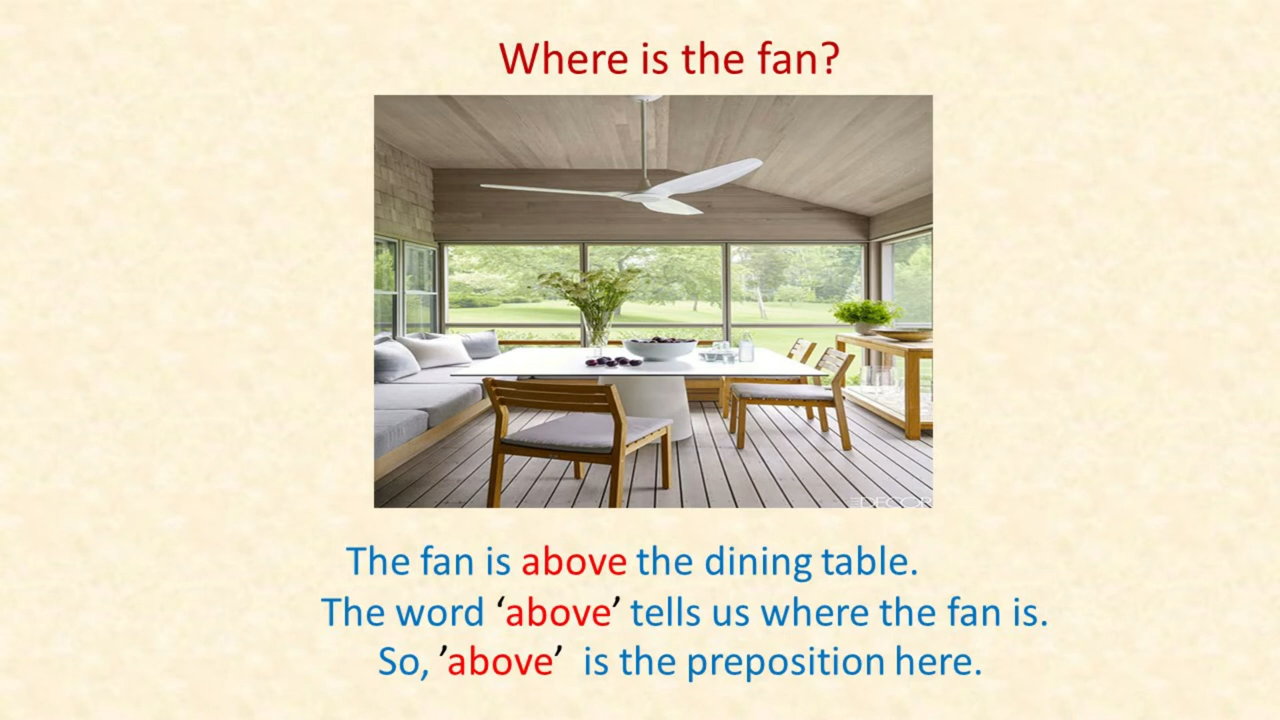 Where is the fan?
DECOR
The fan is above the dining table.
The word ‘above’ tells us where the fan is.
So, ’above’ is the preposition here.